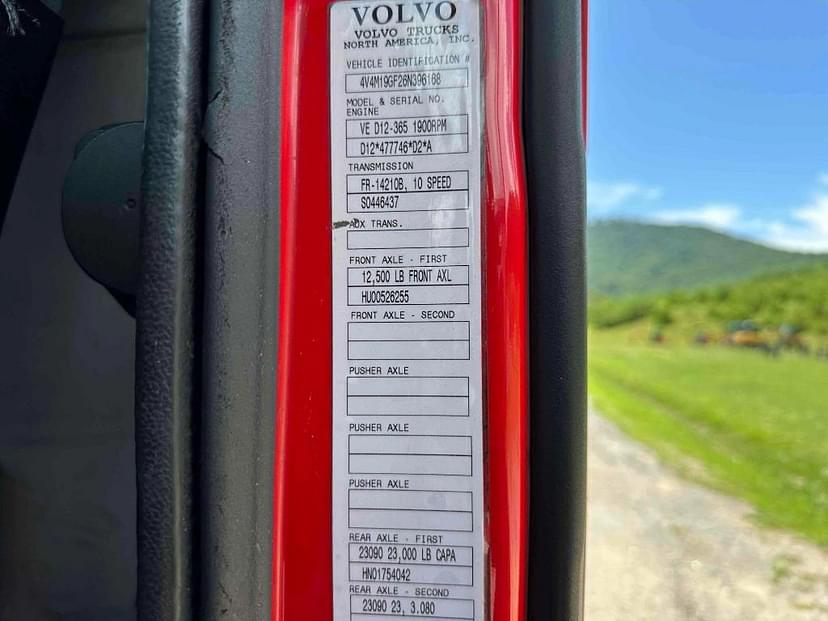 VOLVO
VOLVO TRUCKS
NORTH AMERICA, INC.
VEHICLE IDENTIFICATION #
4V4M19GF26N396168
MODEL & SERIAL NO.
ENGINE
VE D12-365 1900RPM
D12*477746*D2*A
TRANSMISSION
FR-14210B, 10 SPEED
S0446437
AUX TRANS.
FRONT AXLE - FIRST
12,500 LB FRONT AXL
HU00526255
FRONT AXLE - SECOND
PUSHER AXLE
PUSHER AXLE
PUSHER AXLE
REAR AXLE - FIRST
23090 23,000 LB CAPA
HN01754042
REAR AXLE - SECOND
23090 23, 3.080